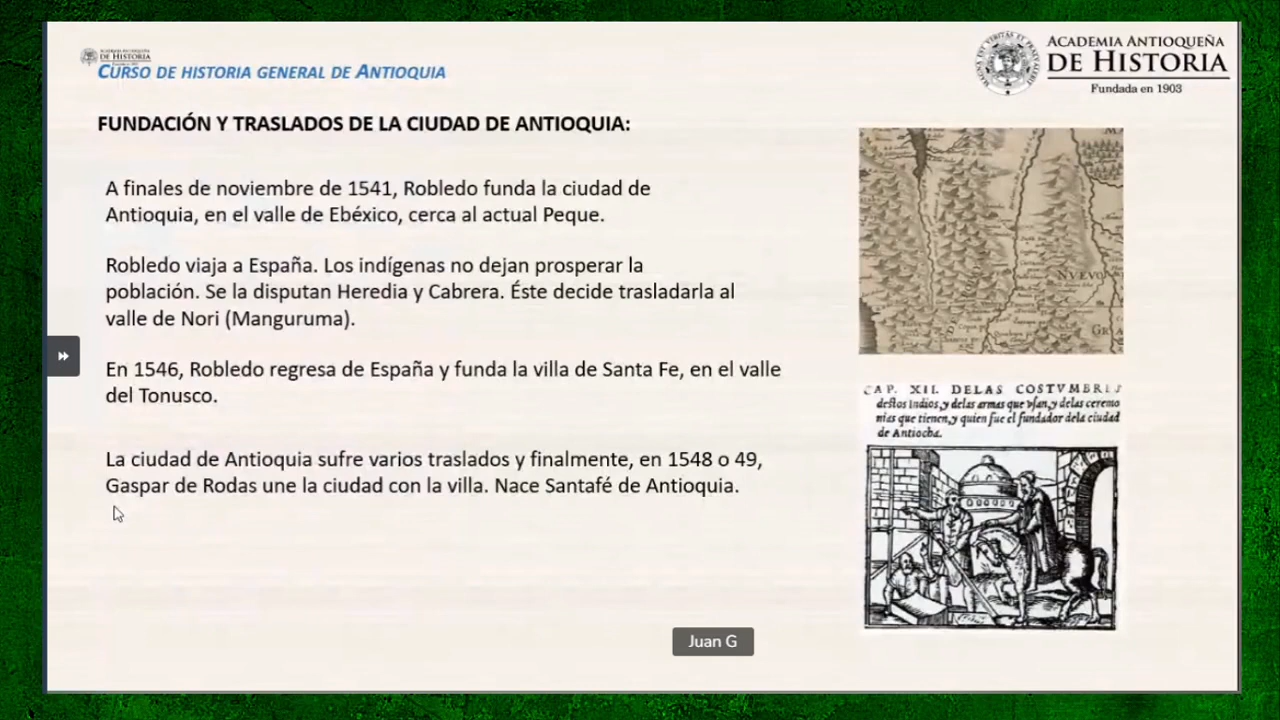 ACADEMIA ANTIOQUEÑA
DE HISTORIA
CURSO DE HISTORIA GENERAL DE ANTIOQUIA
ACADEMIA ANTIOQUEÑA
DE HISTORIA
Fundada en 1903
FUNDACIÓN Y TRASLADOS DE LA CIUDAD DE ANTIOQUIA:
A finales de noviembre de 1541, Robledo funda la ciudad de
Antioquia, en el valle de Ebéxico, cerca al actual Peque.
Robledo viaja a España. Los indígenas no dejan prosperar la
población. Se la disputan Heredia y Cabrera. Éste decide trasladarla al
valle de Nori (Manguruma).
En 1546, Robledo regresa de España y funda la villa de Santa Fe, en el valle
del Tonusco.
La ciudad de Antioquia sufre varios traslados y finalmente, en 1548 o 49,
Gaspar de Rodas une la ciudad con la villa. Nace Santafé de Antioquia.
NVEVO
GRA
CAP. XII. DELAS COSTVMBRES
destos Indios, y delas armas que vsan, y delas ceremo
nias que tienen, y quien fue el fundador dela ciudad
de Antiocha.
Juan G